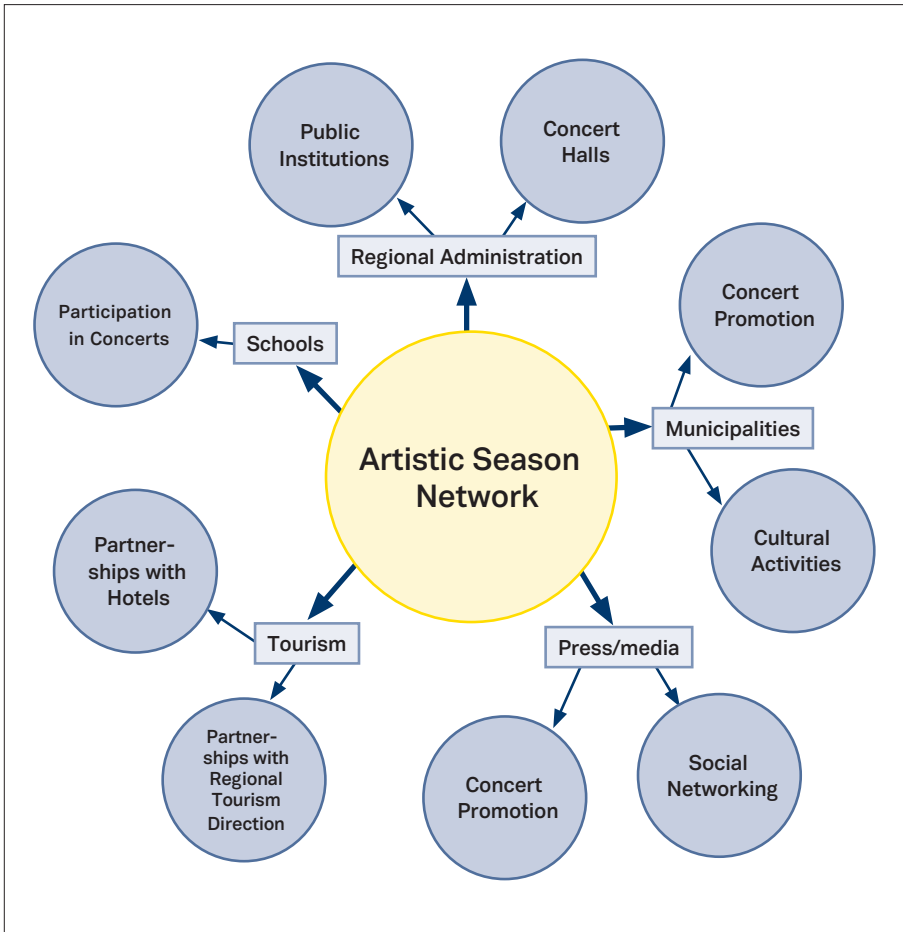 Public
Institutions
Concert
Halls
Regional Administration
Participation
in Concerts
Schools
Concert
Promotion
Municipalities
Artistic Season
Network
Cultural
Activities
Partner-
ships with
Hotels
Tourism
Press/media
Partner-
ships with
Regional
Tourism
Direction
Concert
Promotion
Social
Networking